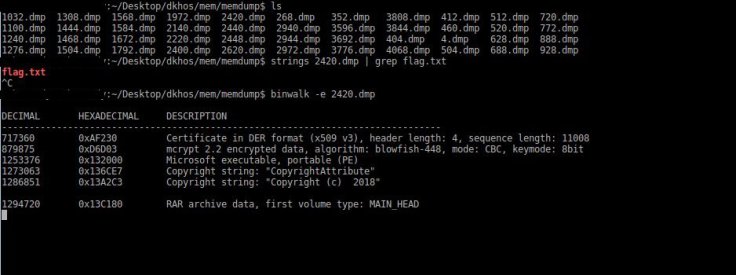 :~/Desktop/dkhos/mem/memdump$ ls
1032.dmp 1308.dmp 1568.dmp 1972.dmp 2420.dmp 268.dmp 352.dmp 3808.dmp 412.dmp 512.dmp 720.dmp
1100.dmp 1444.dmp 1584.dmp 2140.dmp 2440.dmp 2940.dmp 3596.dmp 3844.dmp 460.dmp 520.dmp 772.dmp
1240.dmp 1468.dmp 1672.dmp 2220.dmp 2448.dmp 2944.dmp 3692.dmp 404.dmp 4.dmp 628.dmp 888.dmp
1276.dmp 1504.dmp 1792.dmp 2400.dmp 2620.dmp 2972.dmp 3776.dmp 4068.dmp 504.dmp 688.dmp 928.dmp
y:~/Desktop/dkhos/mem/memdump$ strings 2420.dmp | grep flag.txt
flag.txt
^C
y:~/Desktop/dkhos/mem/memdump$ binwalk -e 2420.dmp
DECIMAL HEXADECIMAL DESCRIPTION
--------------------------------------------------------------------------------
717360 0xAF230 Certificate in DER format (x509 v3), header length: 4, sequence length: 11008
879875 0xD6D03 mcrypt 2.2 encrypted data, algorithm: blowfish-448, mode: CBC, keymode: 8bit
1253376 0x132000 Microsoft executable, portable (PE)
1273063 0x136CE7 Copyright string: "CopyrightAttribute"
1286851 0x13A2C3 Copyright string: "Copyright (c) 2018"
1294720 0x13C180 RAR archive data, first volume type: MAIN_HEAD